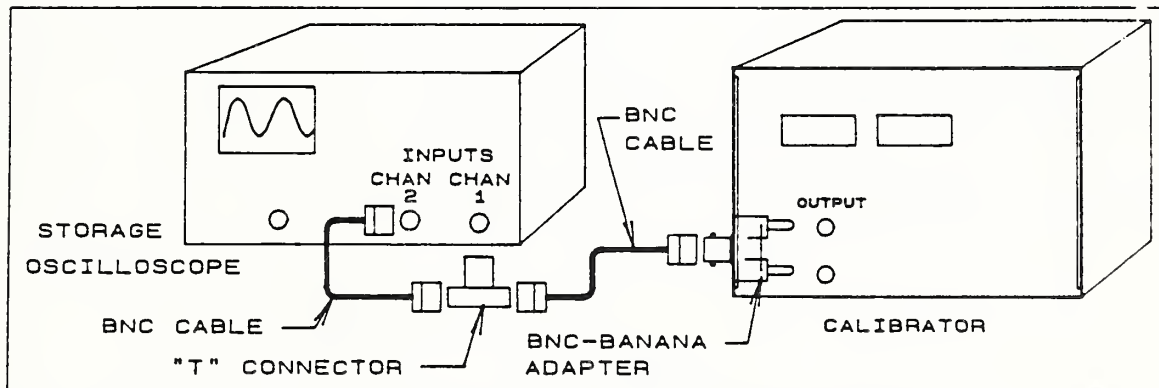 INPUTS
CHAN CHAN
2 1
STORAGE
OSCILLOSCOPE
BNC CABLE
"T" CONNECTOR
BNC
CABLE
BNC-BANANA
ADAPTER
OUTPUT
CALIBRATOR